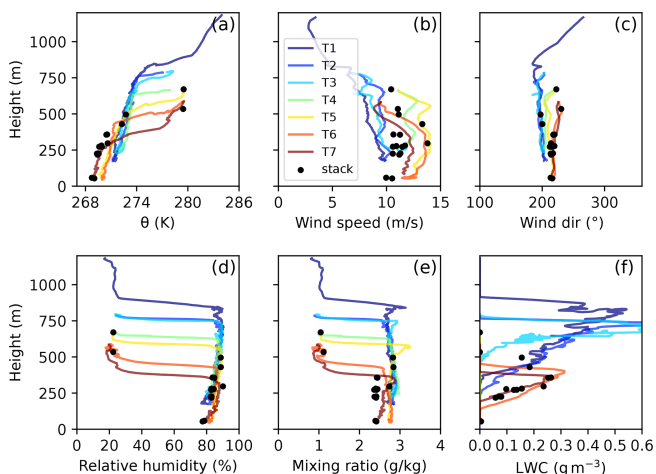 (a)
(b)
(c)
Height (m)
1000
750
500
250
0
268
274
280
286
θ (K)
T1
T2
T3
T4
T5
T6
T7
stack
0
5
10
15
Wind speed (m/s)
100
200
300
Wind dir (°)
(d)
(e)
(f)
Height (m)
1000
750
500
250
0
0
20
40
60
80
100
Relative humidity (%)
0
1
2
3
4
Mixing ratio (g/kg)
0.0
0.1
0.2
0.3
0.4
0.5
0.6
LWC (g m⁻³)